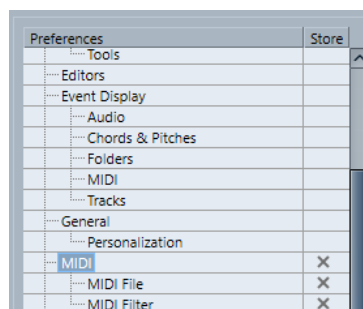 Preferences Store
Tools
Editors
Event Display
Audio
Chords & Pitches
Folders
MIDI
Tracks
General
Personalization
MIDI
MIDI File
MIDI Filter